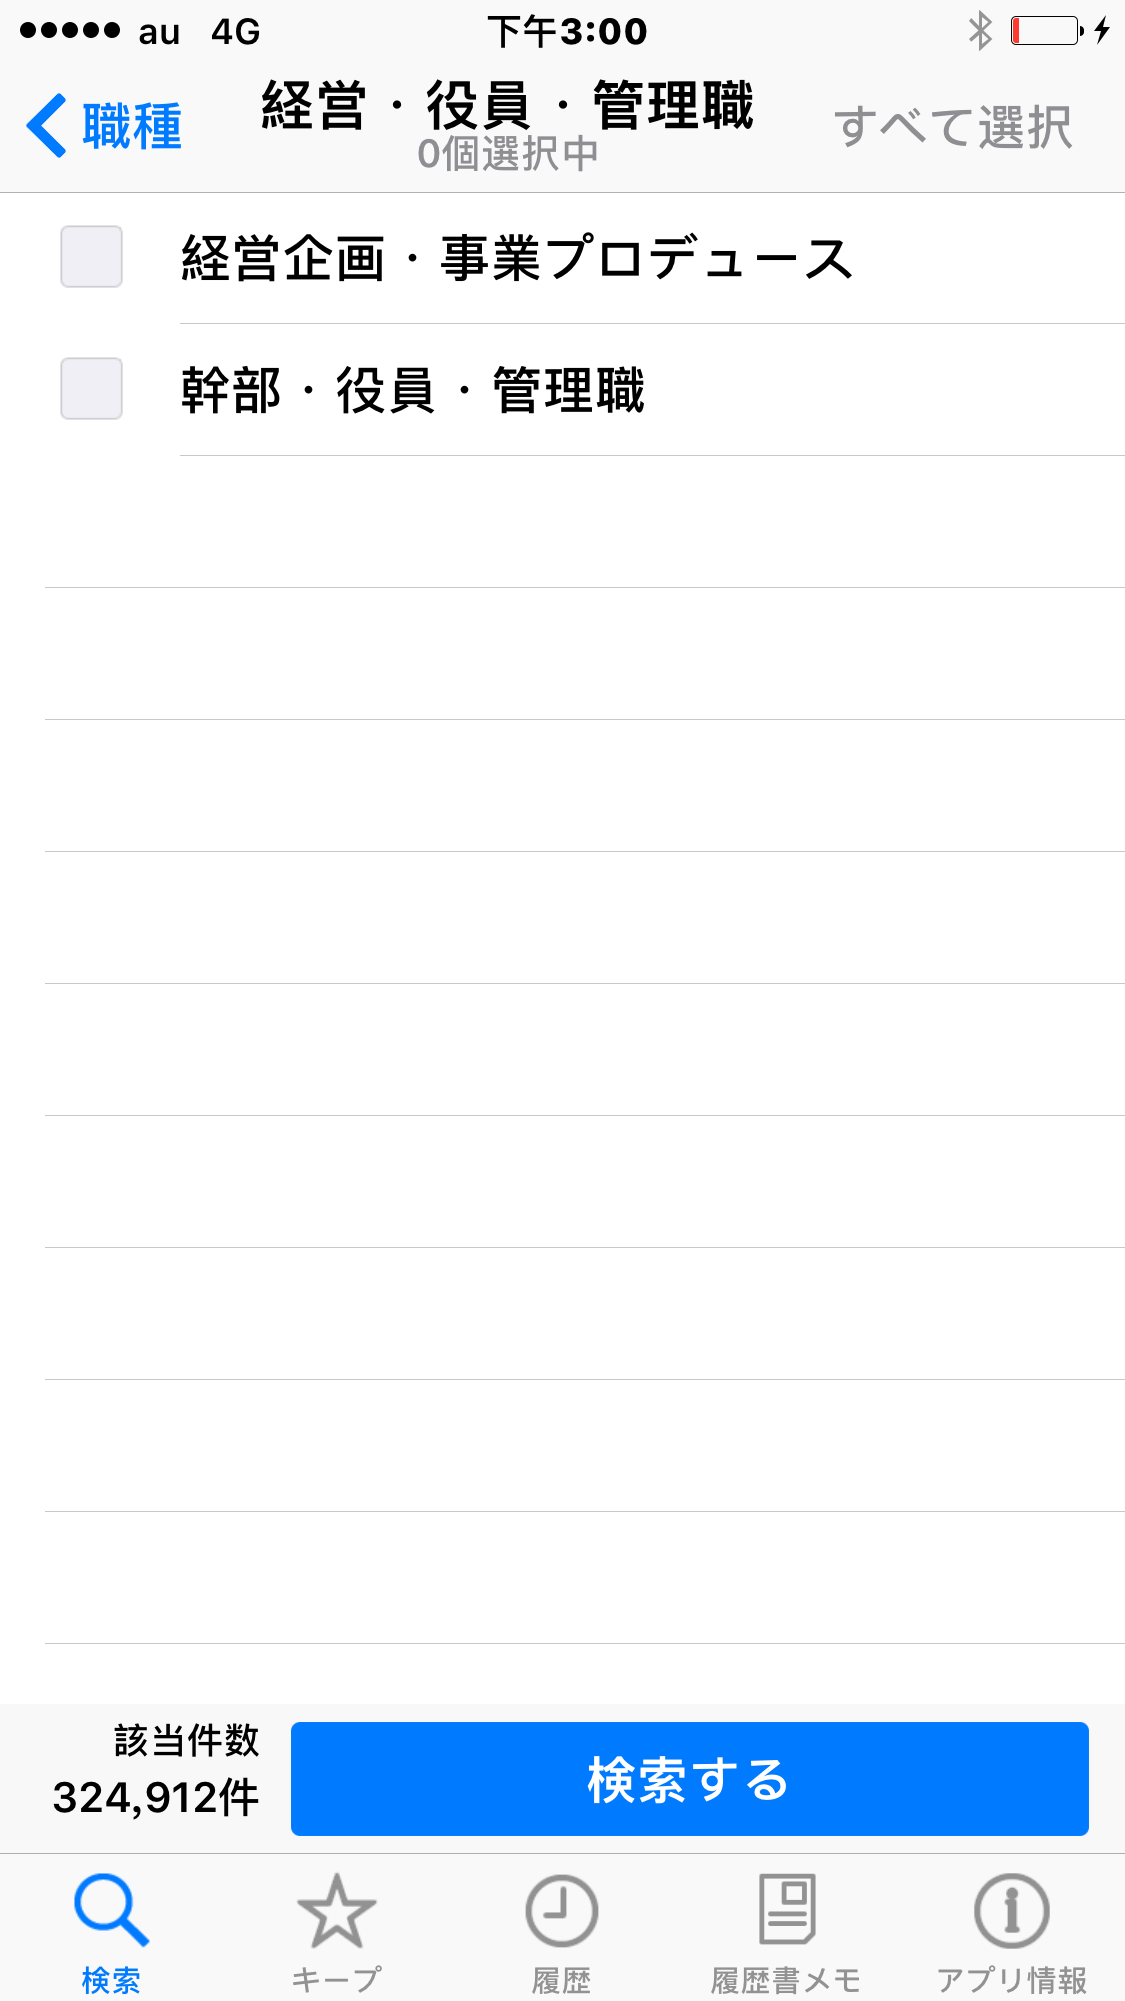 au 4G 下午3:00
職種
経営・役員・管理職
0個選択中
すべて選択
経営企画・事業プロデュース
幹部・役員・管理職
該当件数
324,912件
検索する
検索
キープ
履歴
履歴書メモ
アプリ情報